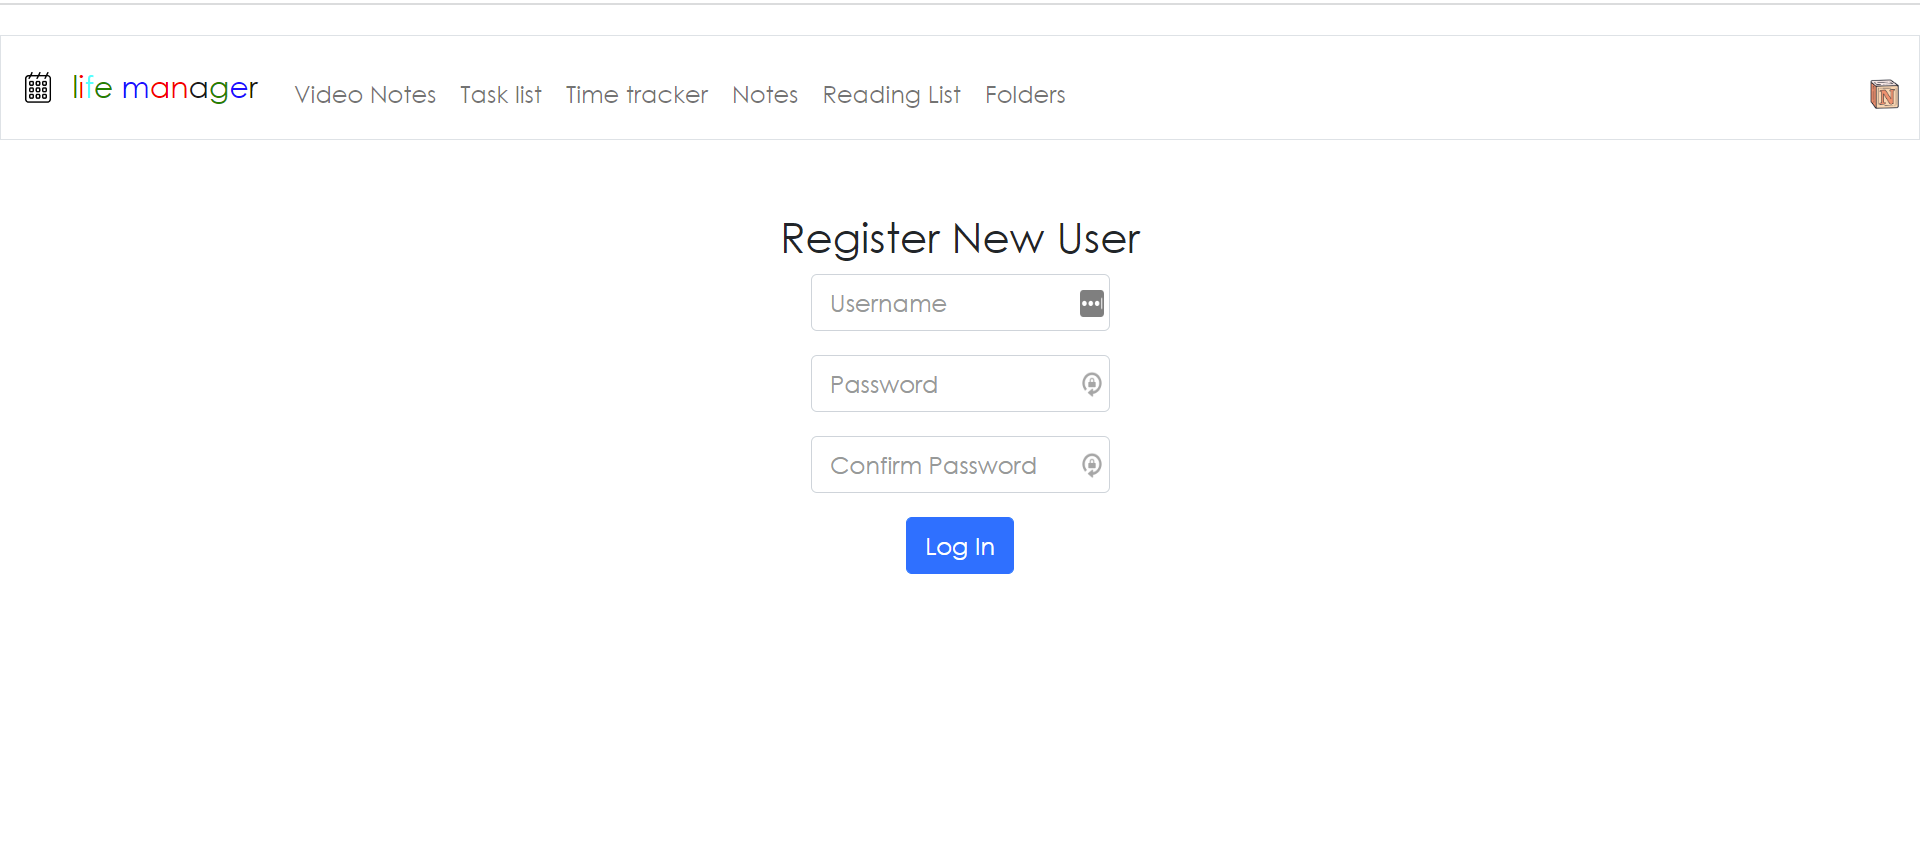 life manager Video Notes Task list Time tracker Notes Reading List Folders N
Register New User
Username
Password
Confirm Password
Log In